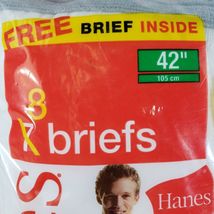 FREE BRIEF INSIDE
42"
105 cm
8
briefs
Hanes